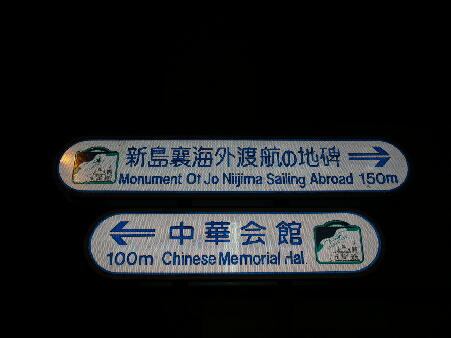 新島襄海外渡航の地碑
Monument Of Jo Niijima Sailing Abroad 150m
中華会館
100m Chinese Memorial Hal